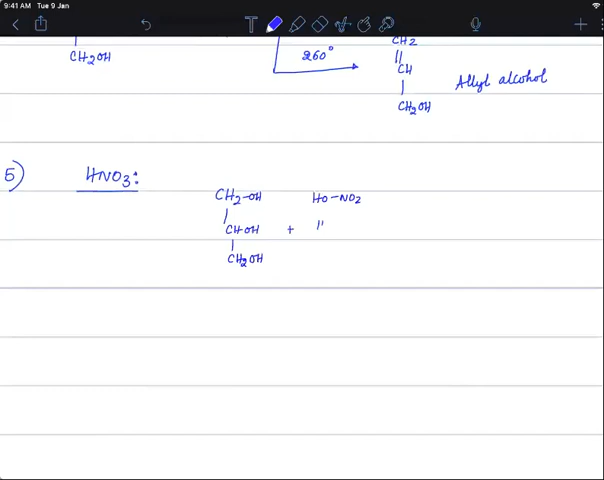 9:41 AM Tue 9 Jan
CH2
||
CH2OH 260° CH
|
CH2OH
Allyl alcohol
5) HNO3:
CH2-OH HO-NO2
|
CHOH + "
|
CH2OH